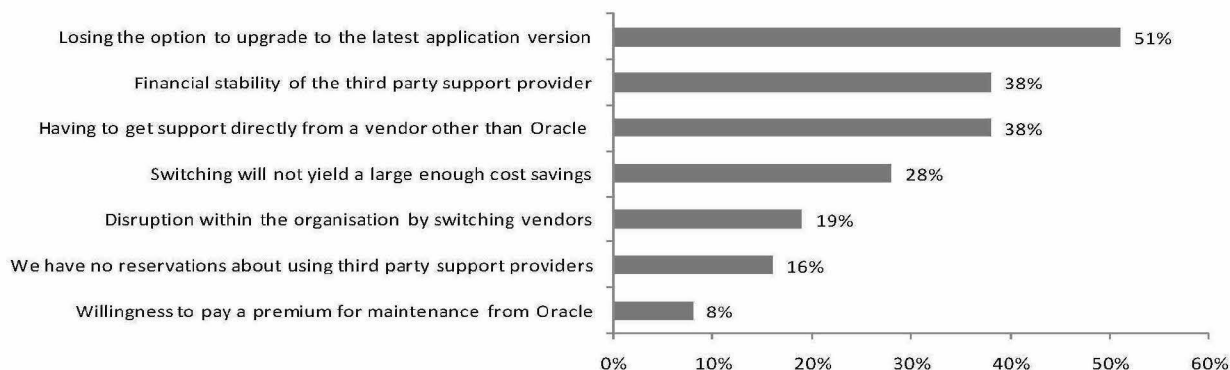 Losing the option to upgrade to the latest application version
51%
Financial stability of the third party support provider
38%
Having to get support directly from a vendor other than Oracle
38%
Switching will not yield a large enough cost savings
28%
Disruption within the organisation by switching vendors
19%
We have no reservations about using third party support providers
16%
Willingness to pay a premium for maintenance from Oracle
8%
0% 10% 20% 30% 40% 50% 60%